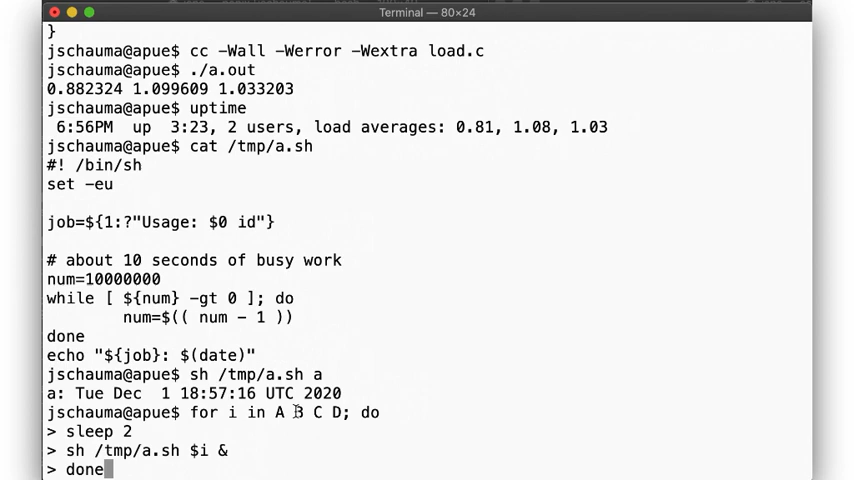 Terminal — 80×24
}
jschauma@apue$ cc -Wall -Werror -Wextra load.c
jschauma@apue$ ./a.out
0.882324 1.099609 1.033203
jschauma@apue$ uptime
 6:56PM  up  3:23, 2 users, load averages: 0.81, 1.08, 1.03
jschauma@apue$ cat /tmp/a.sh
#! /bin/sh
set -eu
job=${1:?"Usage: $0 id"}
# about 10 seconds of busy work
num=10000000
while [ ${num} -gt 0 ]; do
        num=$(( num - 1 ))
done
echo "${job}: $(date)"
jschauma@apue$ sh /tmp/a.sh a
a: Tue Dec  1 18:57:16 UTC 2020
jschauma@apue$ for i in A B C D; do
> sleep 2
> sh /tmp/a.sh $i &
> done